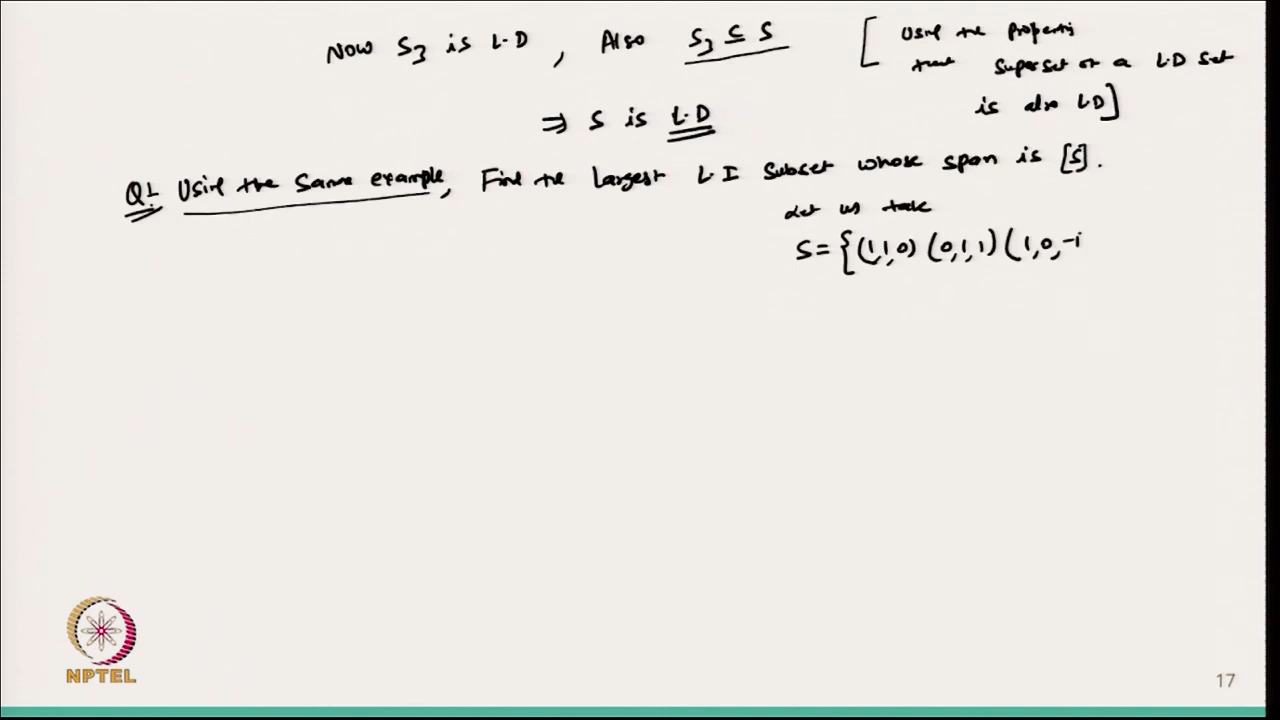 Now S3 is L.D , Also S3 ⊆ S [ Using the property
that superset of a L.D set
is also LD ]
⇒ S is L.D
Q1 Using the same example, Find the largest L.I subset whose span is [S].
Let us take
S = { (1,1,0) (0,1,1) (1,0,-1
NPTEL
17